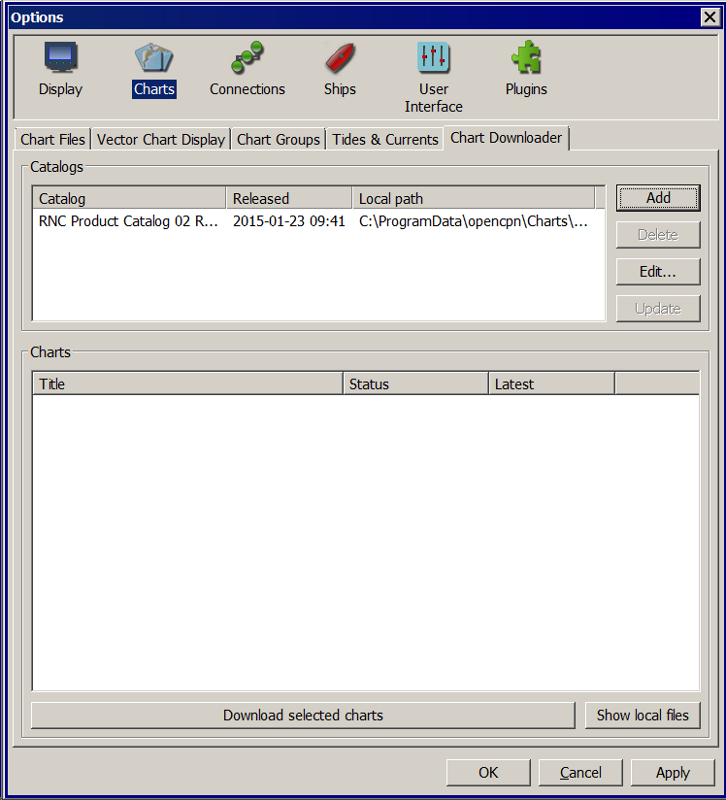 Options
Display
Charts
Connections
Ships
User
Interface
Plugins
Chart Files
Vector Chart Display
Chart Groups
Tides & Currents
Chart Downloader
Catalogs
Catalog Released Local path
RNC Product Catalog 02 R... 2015-01-23 09:41 C:\ProgramData\opencpn\Charts\...
Add
Delete
Edit...
Update
Charts
Title Status Latest
Download selected charts
Show local files
OK
Cancel
Apply